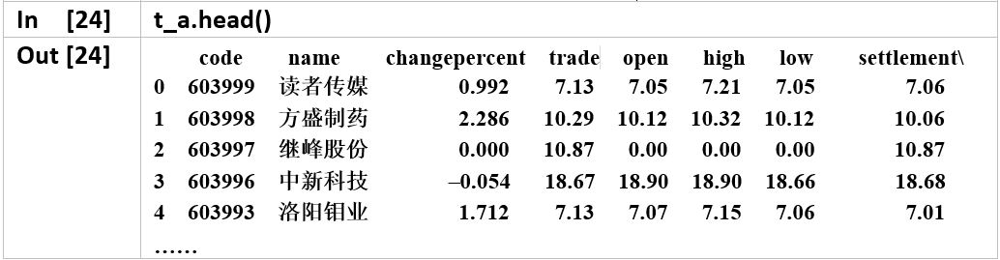 In [24] t_a.head()
Out [24]
code name changepercent trade open high low settlement\
0 603999 读者传媒 0.992 7.13 7.05 7.21 7.05 7.06
1 603998 方盛制药 2.286 10.29 10.12 10.32 10.12 10.06
2 603997 继峰股份 0.000 10.87 0.00 0.00 0.00 10.87
3 603996 中新科技 –0.054 18.67 18.90 18.90 18.66 18.68
4 603993 洛阳钼业 1.712 7.13 7.07 7.15 7.06 7.01
……